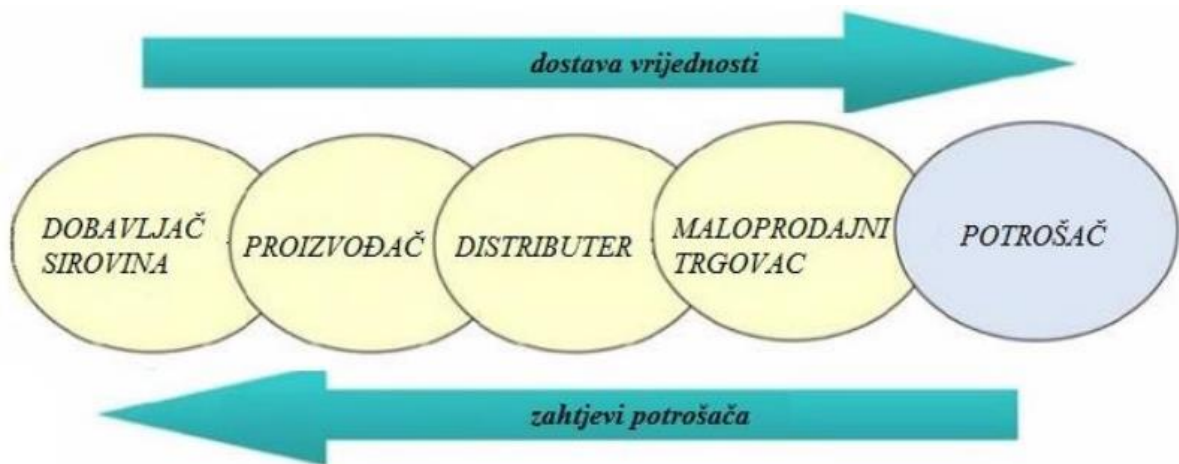 dostava vrijednosti
DOBAVLJAČ
SIROVINA
PROIZVOĐAČ
DISTRIBUTER
MALOPRODAJNI
TRGOVAC
POTROŠAČ
zahtjevi potrošača